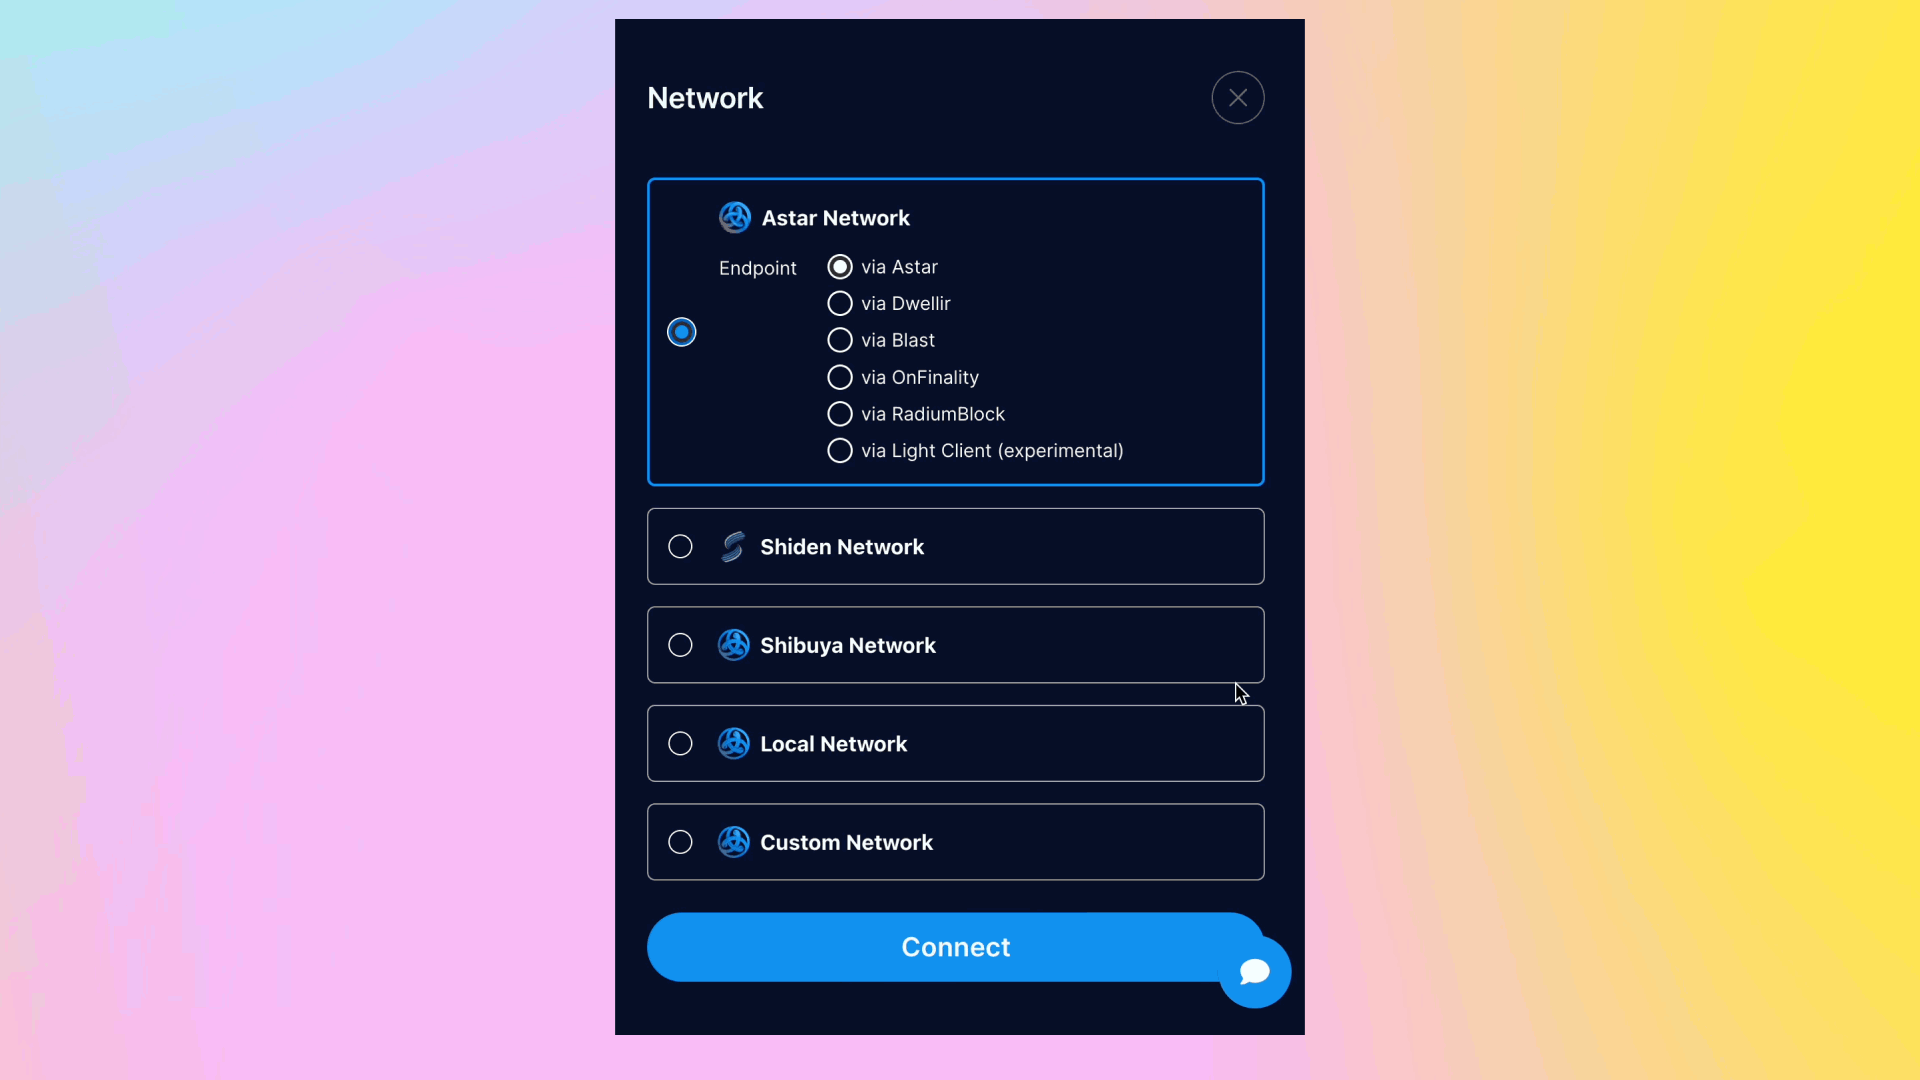 Network
Astar Network
Endpoint
via Astar
via Dwellir
via Blast
via OnFinality
via RadiumBlock
via Light Client (experimental)
Shiden Network
Shibuya Network
Local Network
Custom Network
Connect